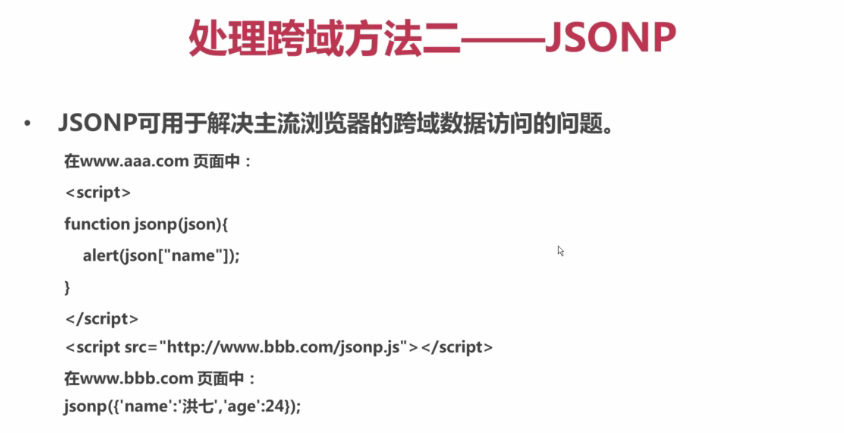 处理跨域方法二——JSONP
• JSONP可用于解决主流浏览器的跨域数据访问的问题。
在www.aaa.com 页面中：
<script>
function jsonp(json){
alert(json["name"]);
}
</script>
<script src="http://www.bbb.com/jsonp.js"></script>
在www.bbb.com 页面中：
jsonp({'name':'洪七','age':24});